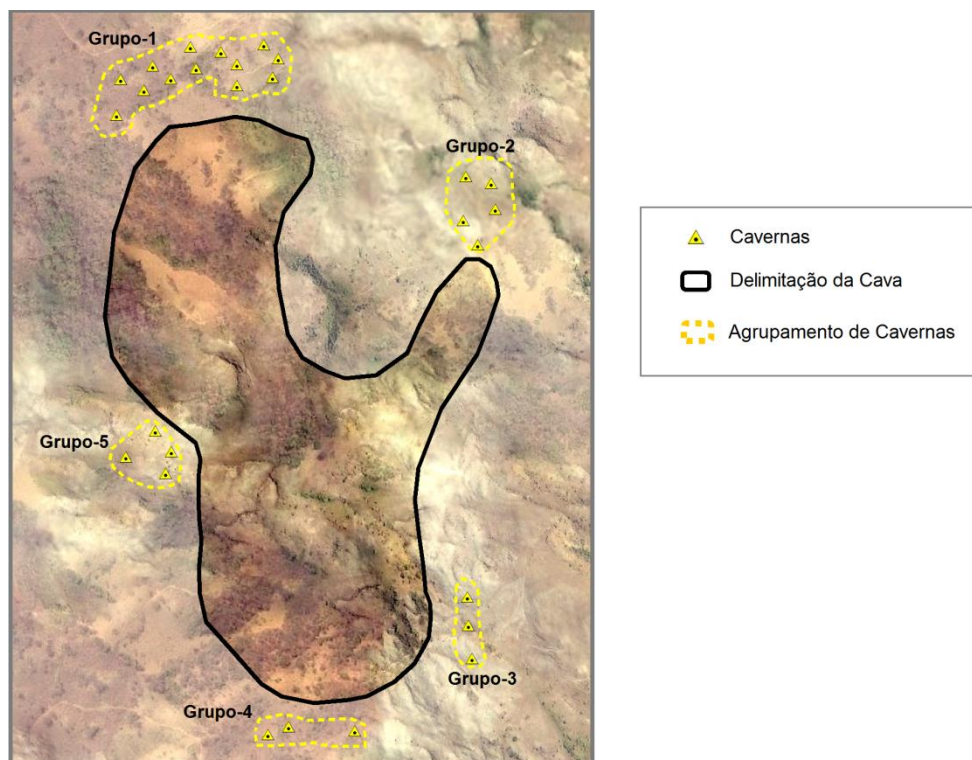 Grupo-1
Grupo-2
Grupo-5
Grupo-3
Grupo-4
Cavernas
Delimitação da Cava
Agrupamento de Cavernas